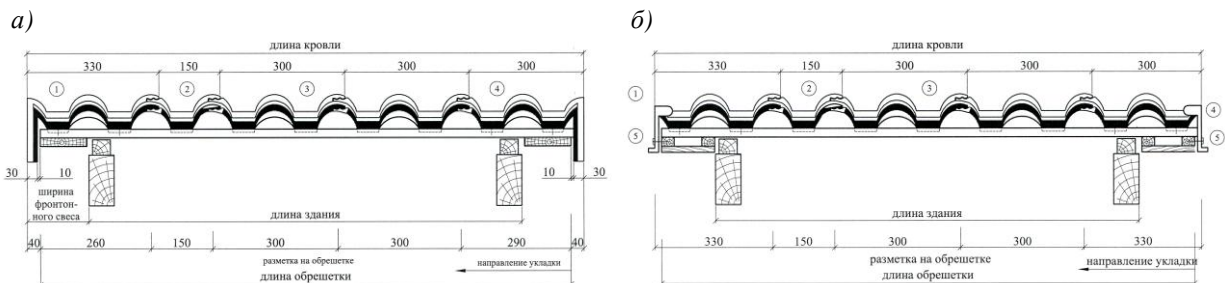 а)
длина кровли
330 150 300 300 300
1 2 3 4
30 10 10 30
ширина
фронтон-
ного свеса
длина здания
40 260 150 300 300 290 40
разметка на обрешетке
направление укладки
длина обрешетки
б)
длина кровли
330 150 300 300 300
1 2 3 4
5 5
длина здания
330 150 300 300 330
разметка на обрешетке
направление укладки
длина обрешетки